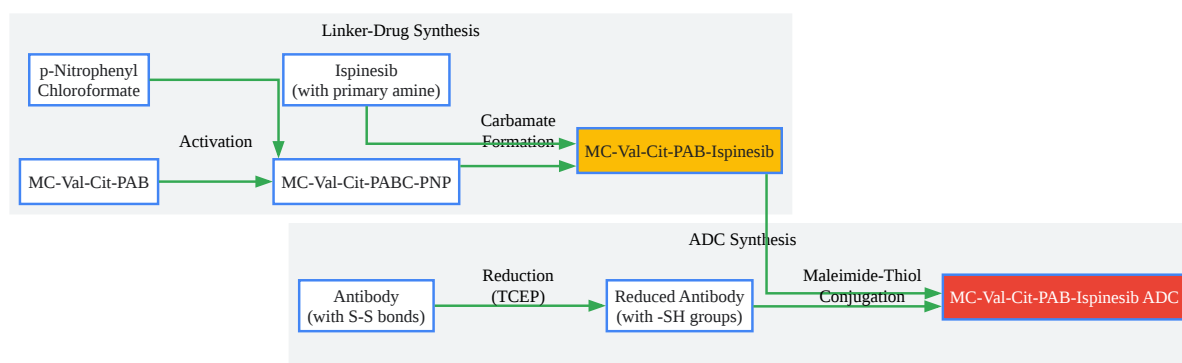 Linker-Drug Synthesis
p-Nitrophenyl
Chloroformate
Ispinesib
(with primary amine)
Activation
Carbamate
Formation
MC-Val-Cit-PAB-Ispinesib
MC-Val-Cit-PAB
MC-Val-Cit-PABC-PNP
ADC Synthesis
Antibody
(with S-S bonds)
Reduction
(TCEP)
Reduced Antibody
(with -SH groups)
Maleimide-Thiol
Conjugation
MC-Val-Cit-PAB-Ispinesib ADC